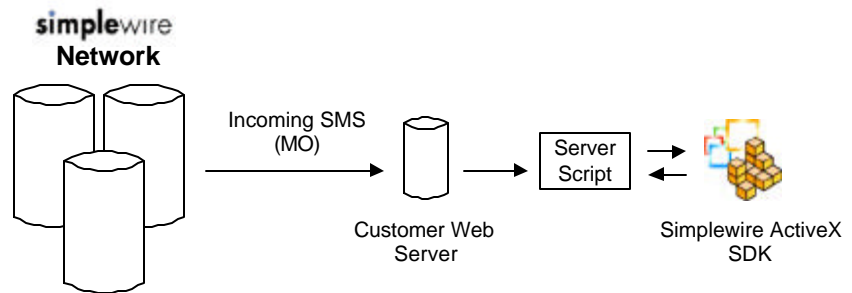 simplewire
Network
Incoming SMS
(MO)
Server
Script
Customer Web
Server
Simplewire ActiveX
SDK